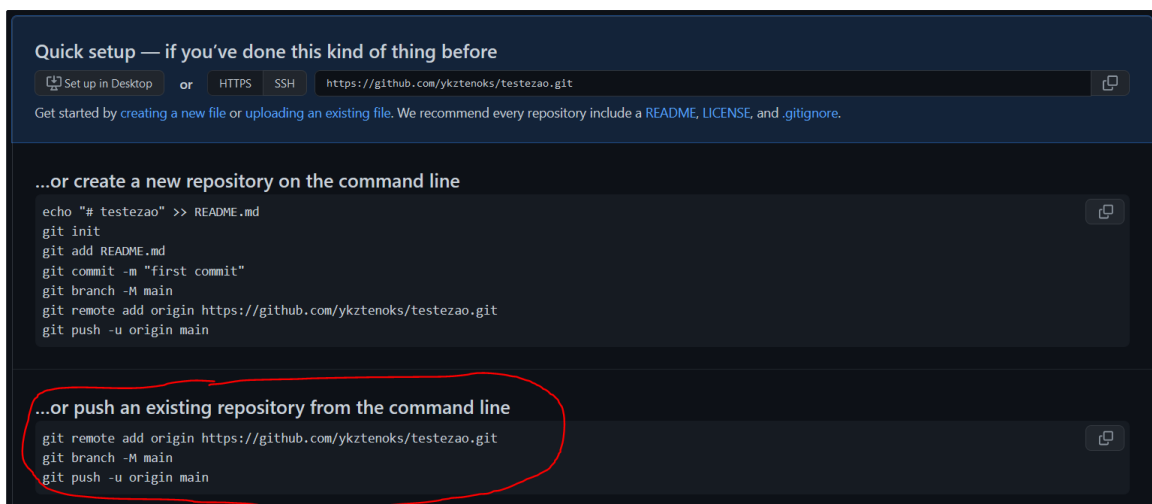 Quick setup — if you've done this kind of thing before
Set up in Desktop or HTTPS SSH https://github.com/ykztenoks/testezao.git
Get started by creating a new file or uploading an existing file. We recommend every repository include a README, LICENSE, and .gitignore.
...or create a new repository on the command line
echo "# testezao" >> README.md
git init
git add README.md
git commit -m "first commit"
git branch -M main
git remote add origin https://github.com/ykztenoks/testezao.git
git push -u origin main
...or push an existing repository from the command line
git remote add origin https://github.com/ykztenoks/testezao.git
git branch -M main
git push -u origin main